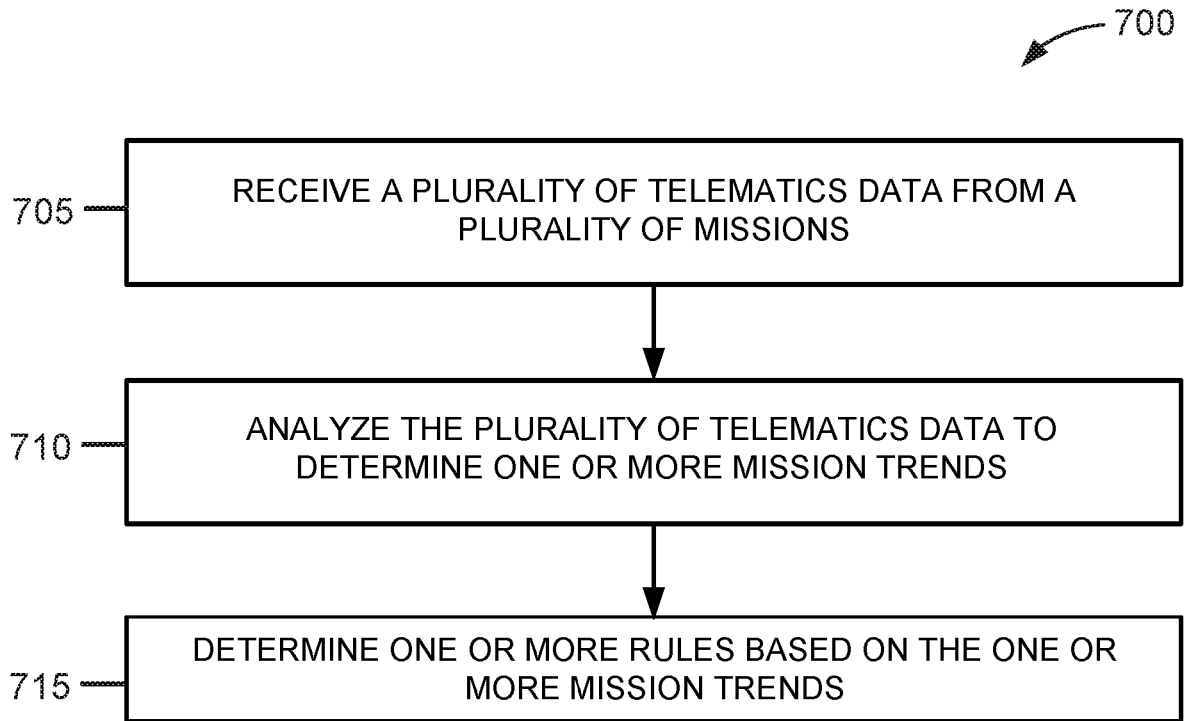 700
705
RECEIVE A PLURALITY OF TELEMATICS DATA FROM A
PLURALITY OF MISSIONS
710
ANALYZE THE PLURALITY OF TELEMATICS DATA TO
DETERMINE ONE OR MORE MISSION TRENDS
715
DETERMINE ONE OR MORE RULES BASED ON THE ONE OR
MORE MISSION TRENDS